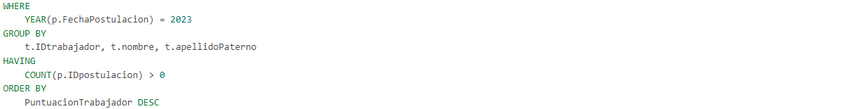 WHERE
YEAR(p.FechaPostulacion) = 2023
GROUP BY
t.IDtrabajador, t.nombre, t.apellidoPaterno
HAVING
COUNT(p.IDpostulacion) > 0
ORDER BY
PuntuacionTrabajador DESC